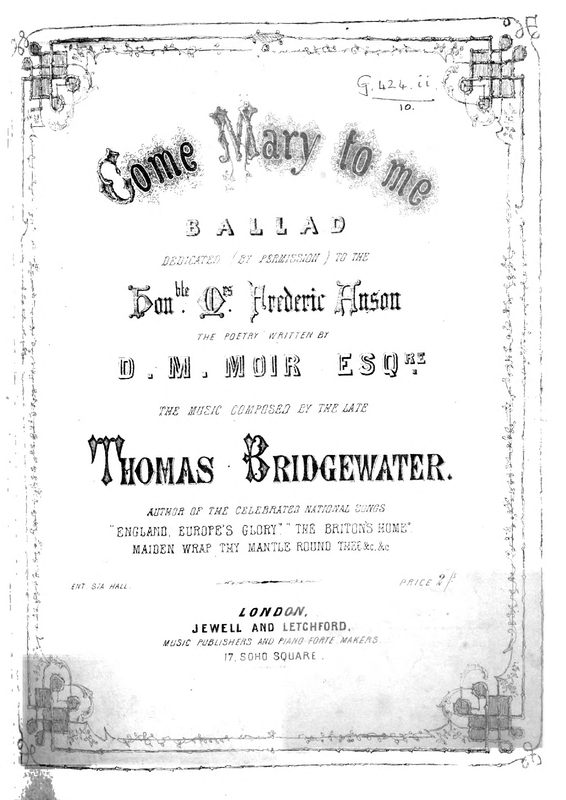 G.424.ii
10.
Come Mary to me
BALLAD
DEDICATED (BY PERMISSION) TO THE
Honble. Mrs. Frederic Anson
THE POETRY WRITTEN BY
D. M. MOIR ESQRE.
THE MUSIC COMPOSED BY THE LATE
THOMAS BRIDGEWATER.
AUTHOR OF THE CELEBRATED NATIONAL SONGS
"ENGLAND, EUROPE'S GLORY." "THE BRITON'S HOME".
MAIDEN WRAP THY MANTLE ROUND THEE &c. &c
ENT. STA. HALL.
PRICE 2/
LONDON,
JEWELL AND LETCHFORD,
MUSIC PUBLISHERS AND PIANO FORTE MAKERS.
17, SOHO SQUARE.